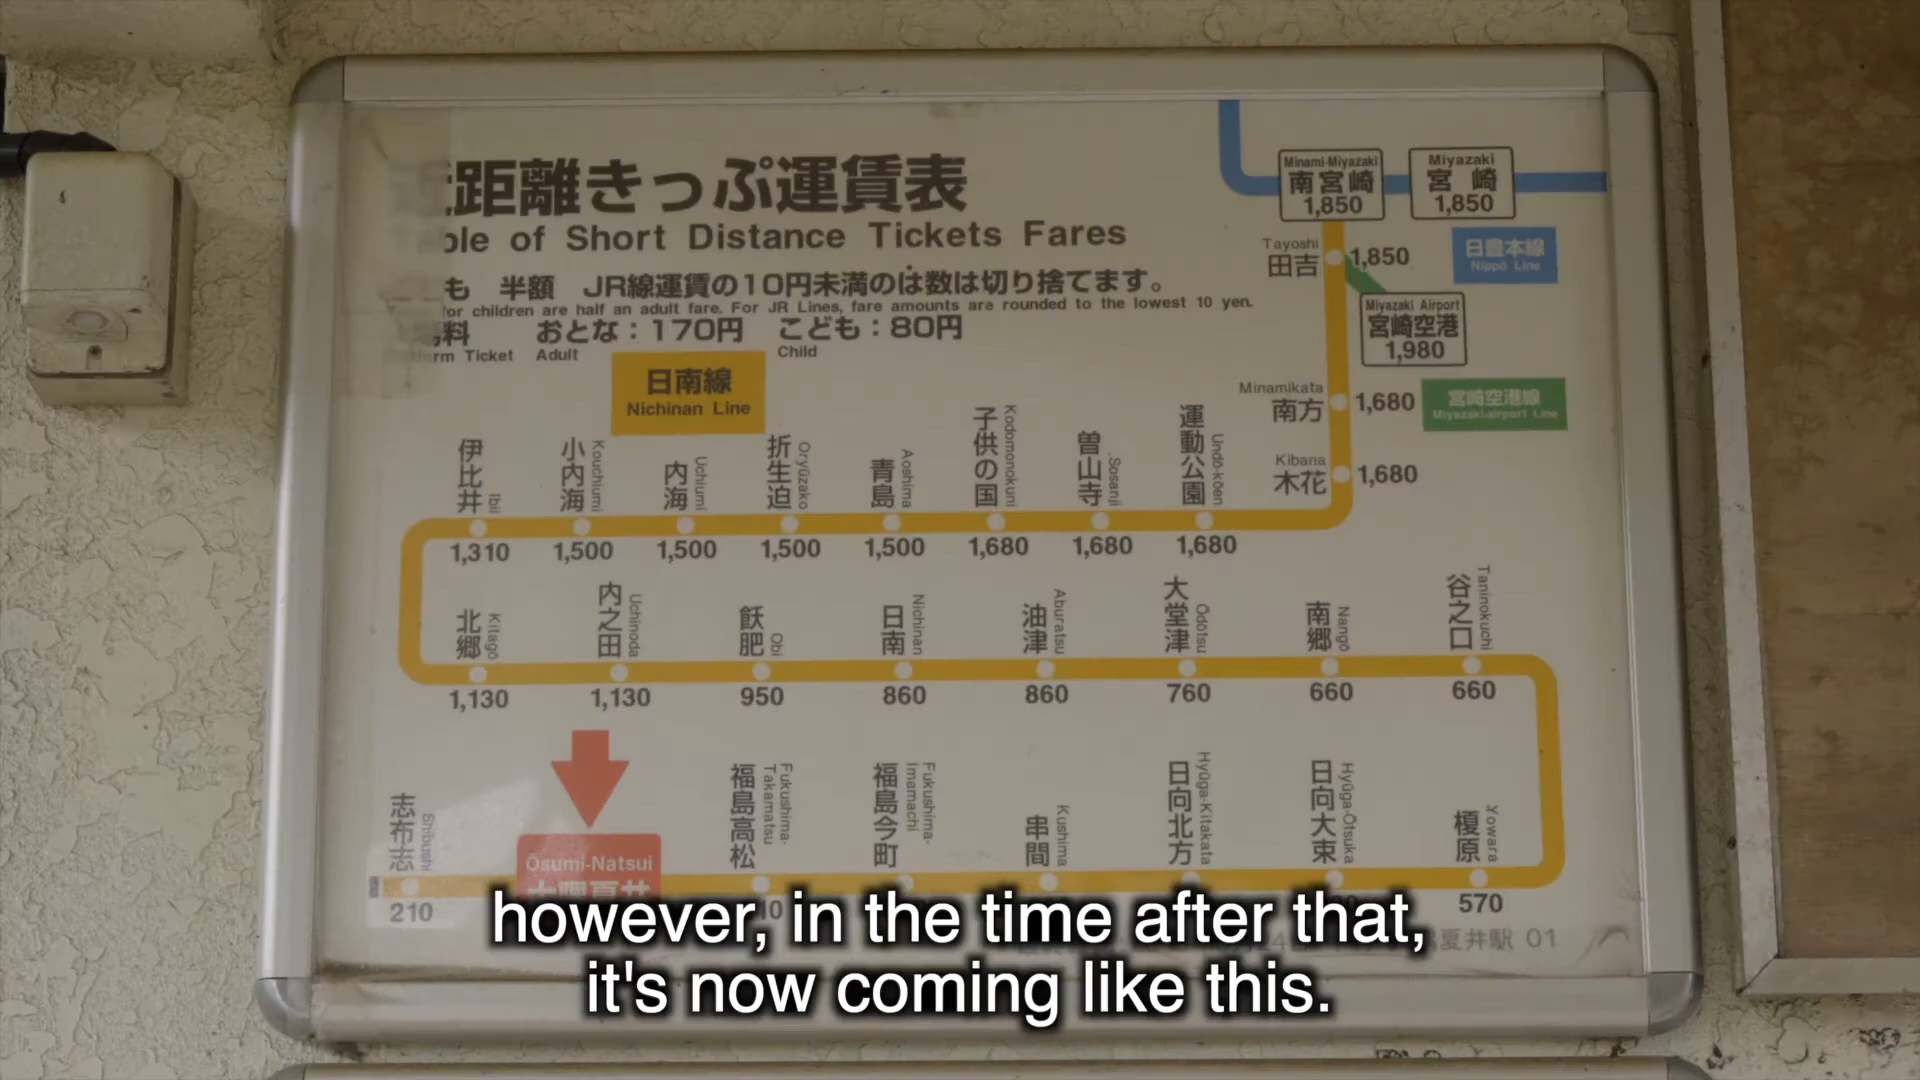 距離きっぷ運賃表
ble of Short Distance Tickets Fares
も 半額 JR線運賃の10円未満のは数は切り捨てます。
for children are half an adult fare. For JR Lines, fare amounts are rounded to the lowest 10 yen.
料 おとな：170円 こども：80円
rm Ticket Adult Child
日南線
Nichinan Line
Minami-Miyazaki
南宮崎
1,850
Miyazaki
宮崎
1,850
Tayoshi
田吉
1,850
日豊本線
Nippō Line
Miyazaki Airport
宮崎空港
1,980
Minamikata
南方
1,680
宮崎空港線
Miyazaki-airport Line
Kibana
木花
1,680
伊比井 Ibii
1,310
小内海 Kouchiumi
1,500
内海 Uchiumi
1,500
折生迫 Oryūzako
1,500
青島 Aoshima
1,500
子供の国 Kodomonokuni
1,680
曽山寺 Sosanji
1,680
運動公園 Undō-kōen
1,680
北郷 Kitagō
1,130
内之田 Uchinoda
1,130
飫肥 Obi
950
日南 Nichinan
860
油津 Aburatsu
860
大堂津 Ōdōtsu
760
南郷 Nangō
660
谷之口 Taninokuchi
660
志布志 Shibushi
210
Ōsumi-Natsui
福島高松 Fukushima-Takamatsu
福島今町 Fukushima-Imamachi
串間 Kushima
日向北方 Hyūga-Kitakata
日向大束 Hyūga-Ōtsuka
榎原 Yowara
570
夏井駅 01
however, in the time after that,
it's now coming like this.